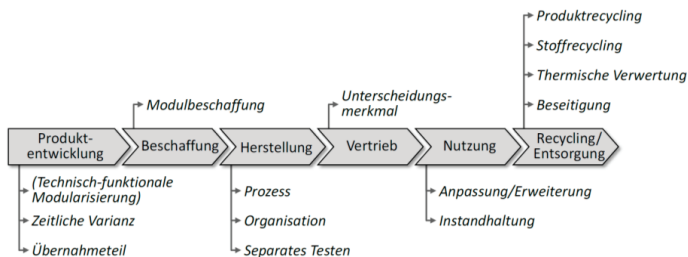 Produktrecycling
Stoffrecycling
Thermische Verwertung
Beseitigung
Modulbeschaffung
Unterscheidungs-
merkmal
Produkt-
entwicklung
Beschaffung
Herstellung
Vertrieb
Nutzung
Recycling/
Entsorgung
(Technisch-funktionale
Modularisierung)
Zeitliche Varianz
Übernahmeteil
Prozess
Organisation
Separates Testen
Anpassung/Erweiterung
Instandhaltung